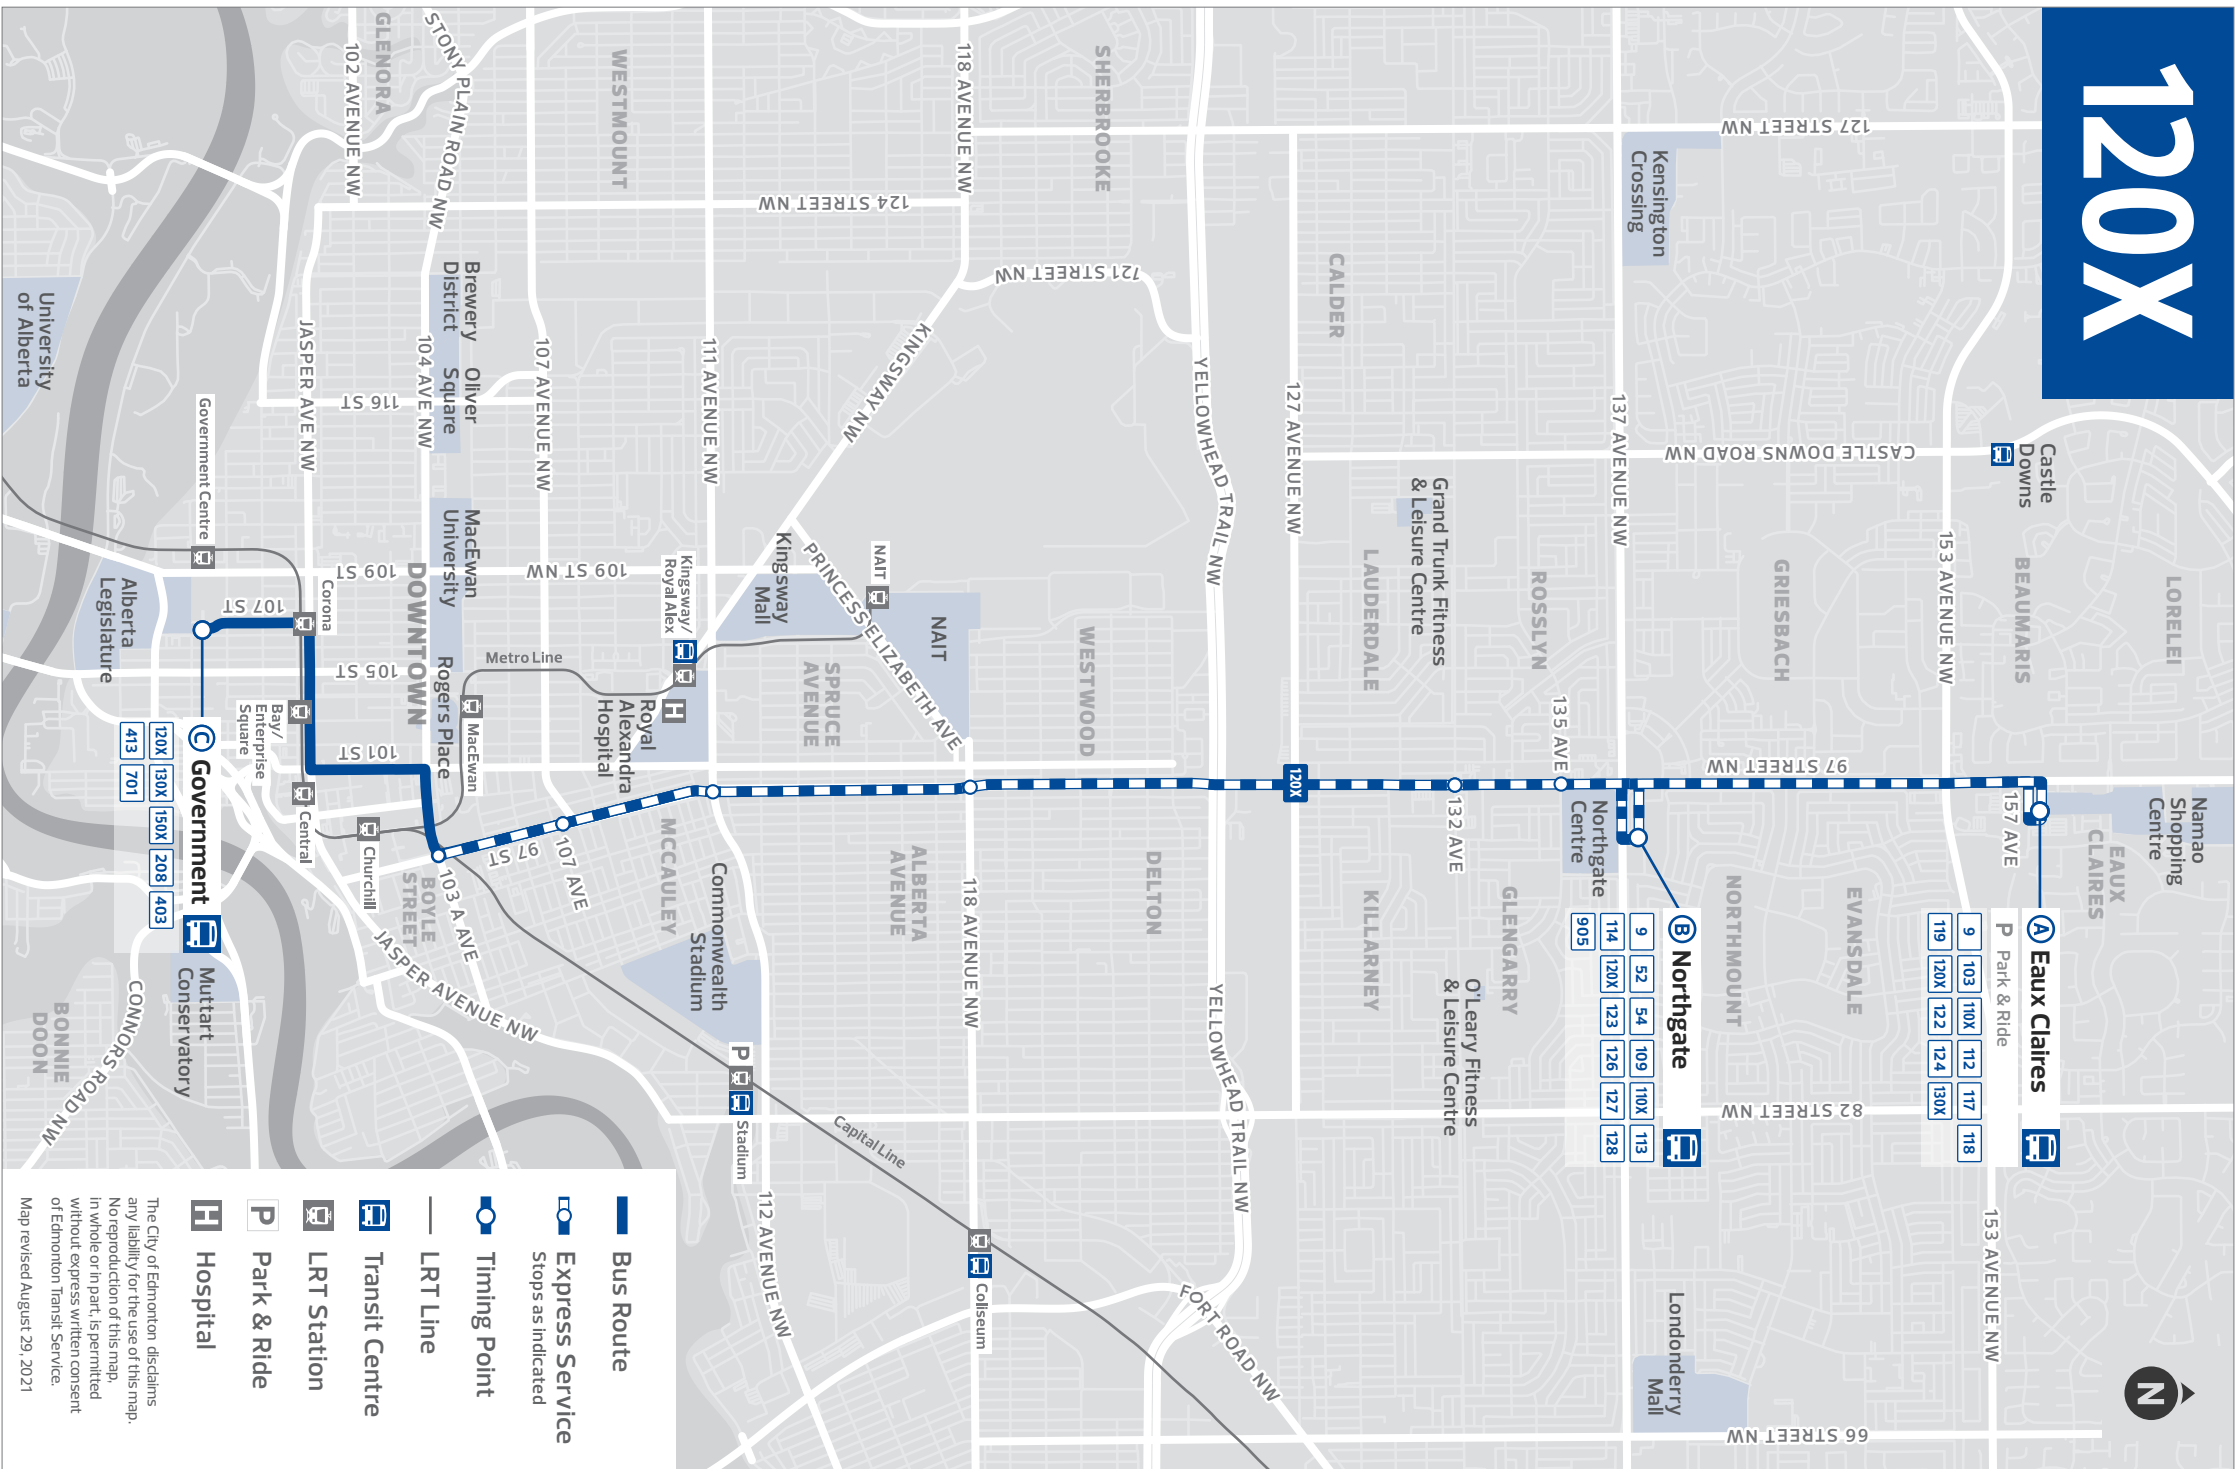 120X
127 STREET NW
Kensington
Crossing
124 STREET NW
721 STREET NW
116 ST
CASTLE DOWNS ROAD NW
Castle
Downs
LORELEI
BEAUMARIS
GRIESBACH
ROSSLYN
LAUDERDALE
CALDER
SHERBROOKE
WESTMOUNT
GLENORA
STONY PLAIN ROAD NW
102 AVENUE NW
118 AVENUE NW
YELLOWHEAD TRAIL NW
127 AVENUE NW
137 AVENUE NW
153 AVENUE NW
Grand Trunk Fitness
& Leisure Centre
KINGSWAY NW
111 AVENUE NW
107 AVENUE NW
104 AVE NW
JASPER AVE NW
Brewery
District
Oliver
Square
University
of Alberta
MacEwan
University
DOWNTOWN
Rogers Place
109 ST NW
109 ST
107 ST
105 ST
101 ST
Government Centre
Corona
Bay/
Enterprise
Square
Central
Churchill
MacEwan
Metro Line
Alberta
Legislature
Kingsway/
Royal Alex
Kingsway
Mall
NAIT
NAIT
PRINCESS ELIZABETH AVE
SPRUCE
AVENUE
WESTWOOD
H
Royal
Alexandra
Hospital
97 STREET NW
120X
135 AVE
132 AVE
157 AVE
Northgate
Centre
Namao
Shopping
Centre
EAUX
CLAIRES
A Eaux Claires
P Park & Ride
9 103 110X 112 117 118
119 120X 122 124 130X
B Northgate
9 52 54 109 110X 113
114 120X 123 126 127 128
905
C Government
120X 130X 150X 208 403
413 701
EVANSDALE
NORTHMOUNT
GLENGARRY
KILLARNEY
DELTON
ALBERTA
AVENUE
MCCAULEY
BOYLE
STREET
97 ST
107 AVE
103 A AVE
118 AVENUE NW
Commonwealth
Stadium
JASPER AVENUE NW
O'Leary Fitness
& Leisure Centre
YELLOWHEAD TRAIL NW
82 STREET NW
P
Stadium
Capital Line
Coliseum
112 AVENUE NW
FORT ROAD NW
153 AVENUE NW
Londonderry
Mall
66 STREET NW
Muttart
Conservatory
CONNORS ROAD NW
BONNIE
DOON
N
Bus Route
Express Service
Stops as indicated
Timing Point
LRT Line
Transit Centre
LRT Station
P Park & Ride
H Hospital
The City of Edmonton disclaims
any liability for the use of this map.
No reproduction of this map,
in whole or in part, is permitted
without express written consent
of Edmonton Transit Service.
Map revised August 29, 2021